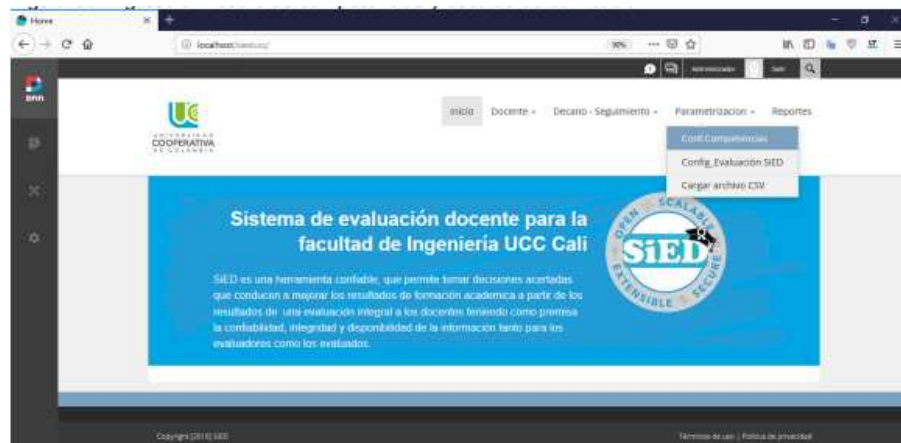 Home
localhost/
90%
DNN
Administrador
Salir
UNIVERSIDAD
COOPERATIVA
DE COLOMBIA
Inicio Docente Decano - Seguimiento Parametrizacion Reportes
Conf.Competencias
Config_Evaluación SiED
Cargar archivo CSV
Sistema de evaluación docente para la
facultad de Ingeniería UCC Cali
SiED es una herramienta confiable, que permite tomar decisiones acertadas
que conducen a mejorar los resultados de formación academica a partir de los
resultados de una evaluación integral a los docentes teniendo como premisa
la confiabilidad, integridad y disponibilidad de la información tanto para los
evaluadores como los evaluados.
OPEN SCALABLE
SiED
EXTENSIBLE SECURE
Copyright [2018] SIED
Términos de uso | Política de privacidad